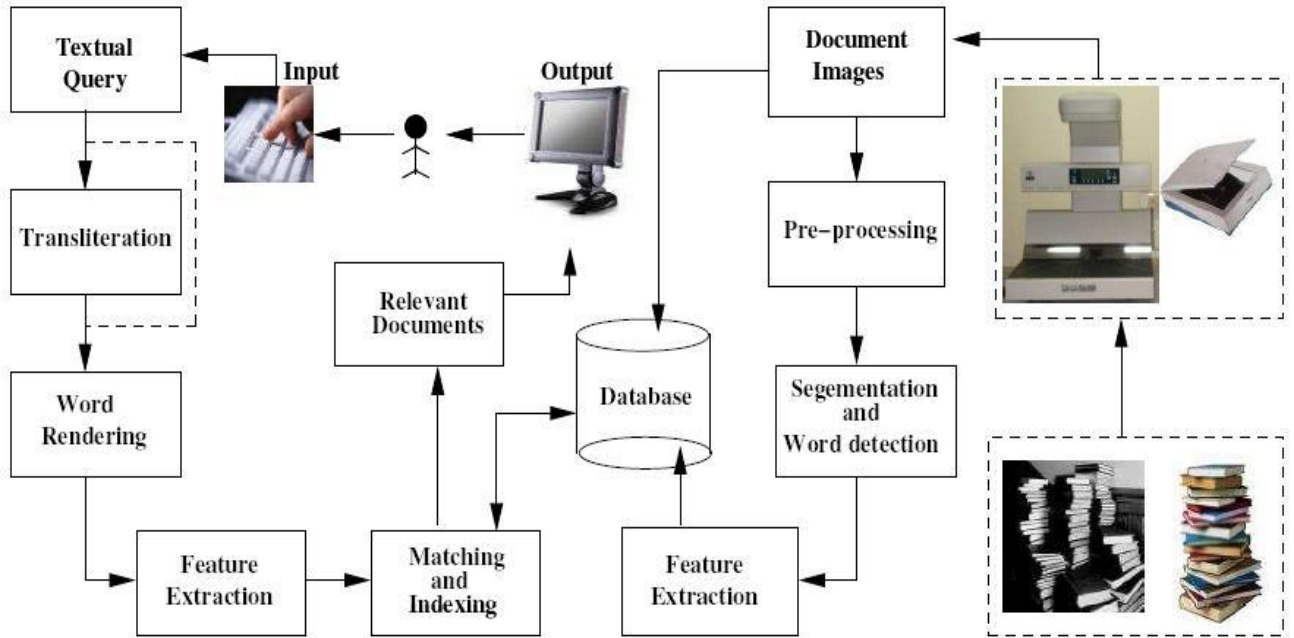 Textual
Query
Input
Output
Document
Images
Transliteration
Pre-processing
Relevant
Documents
Word
Rendering
Database
Segementation
and
Word detection
Feature
Extraction
Matching
and
Indexing
Feature
Extraction